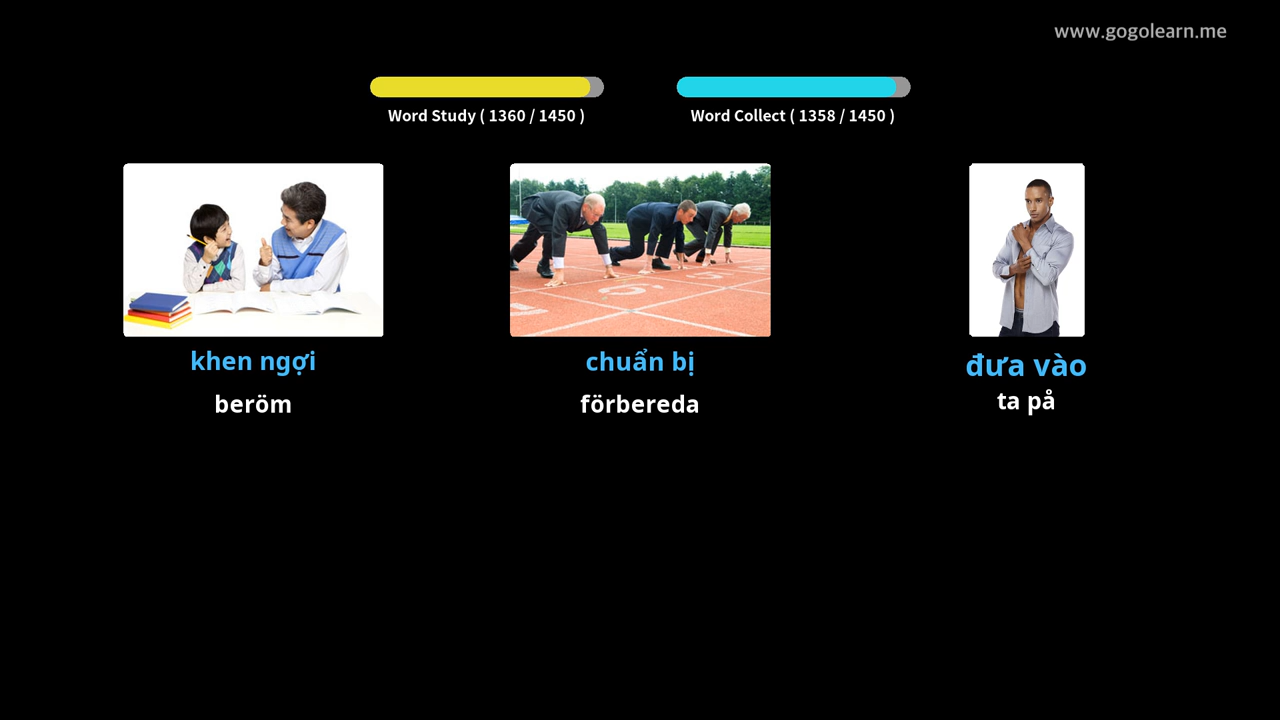 www.gogolearn.me
Word Study ( 1360 / 1450 )
Word Collect ( 1358 / 1450 )
khen ngợi
beröm
chuẩn bị
förbereda
đưa vào
ta på